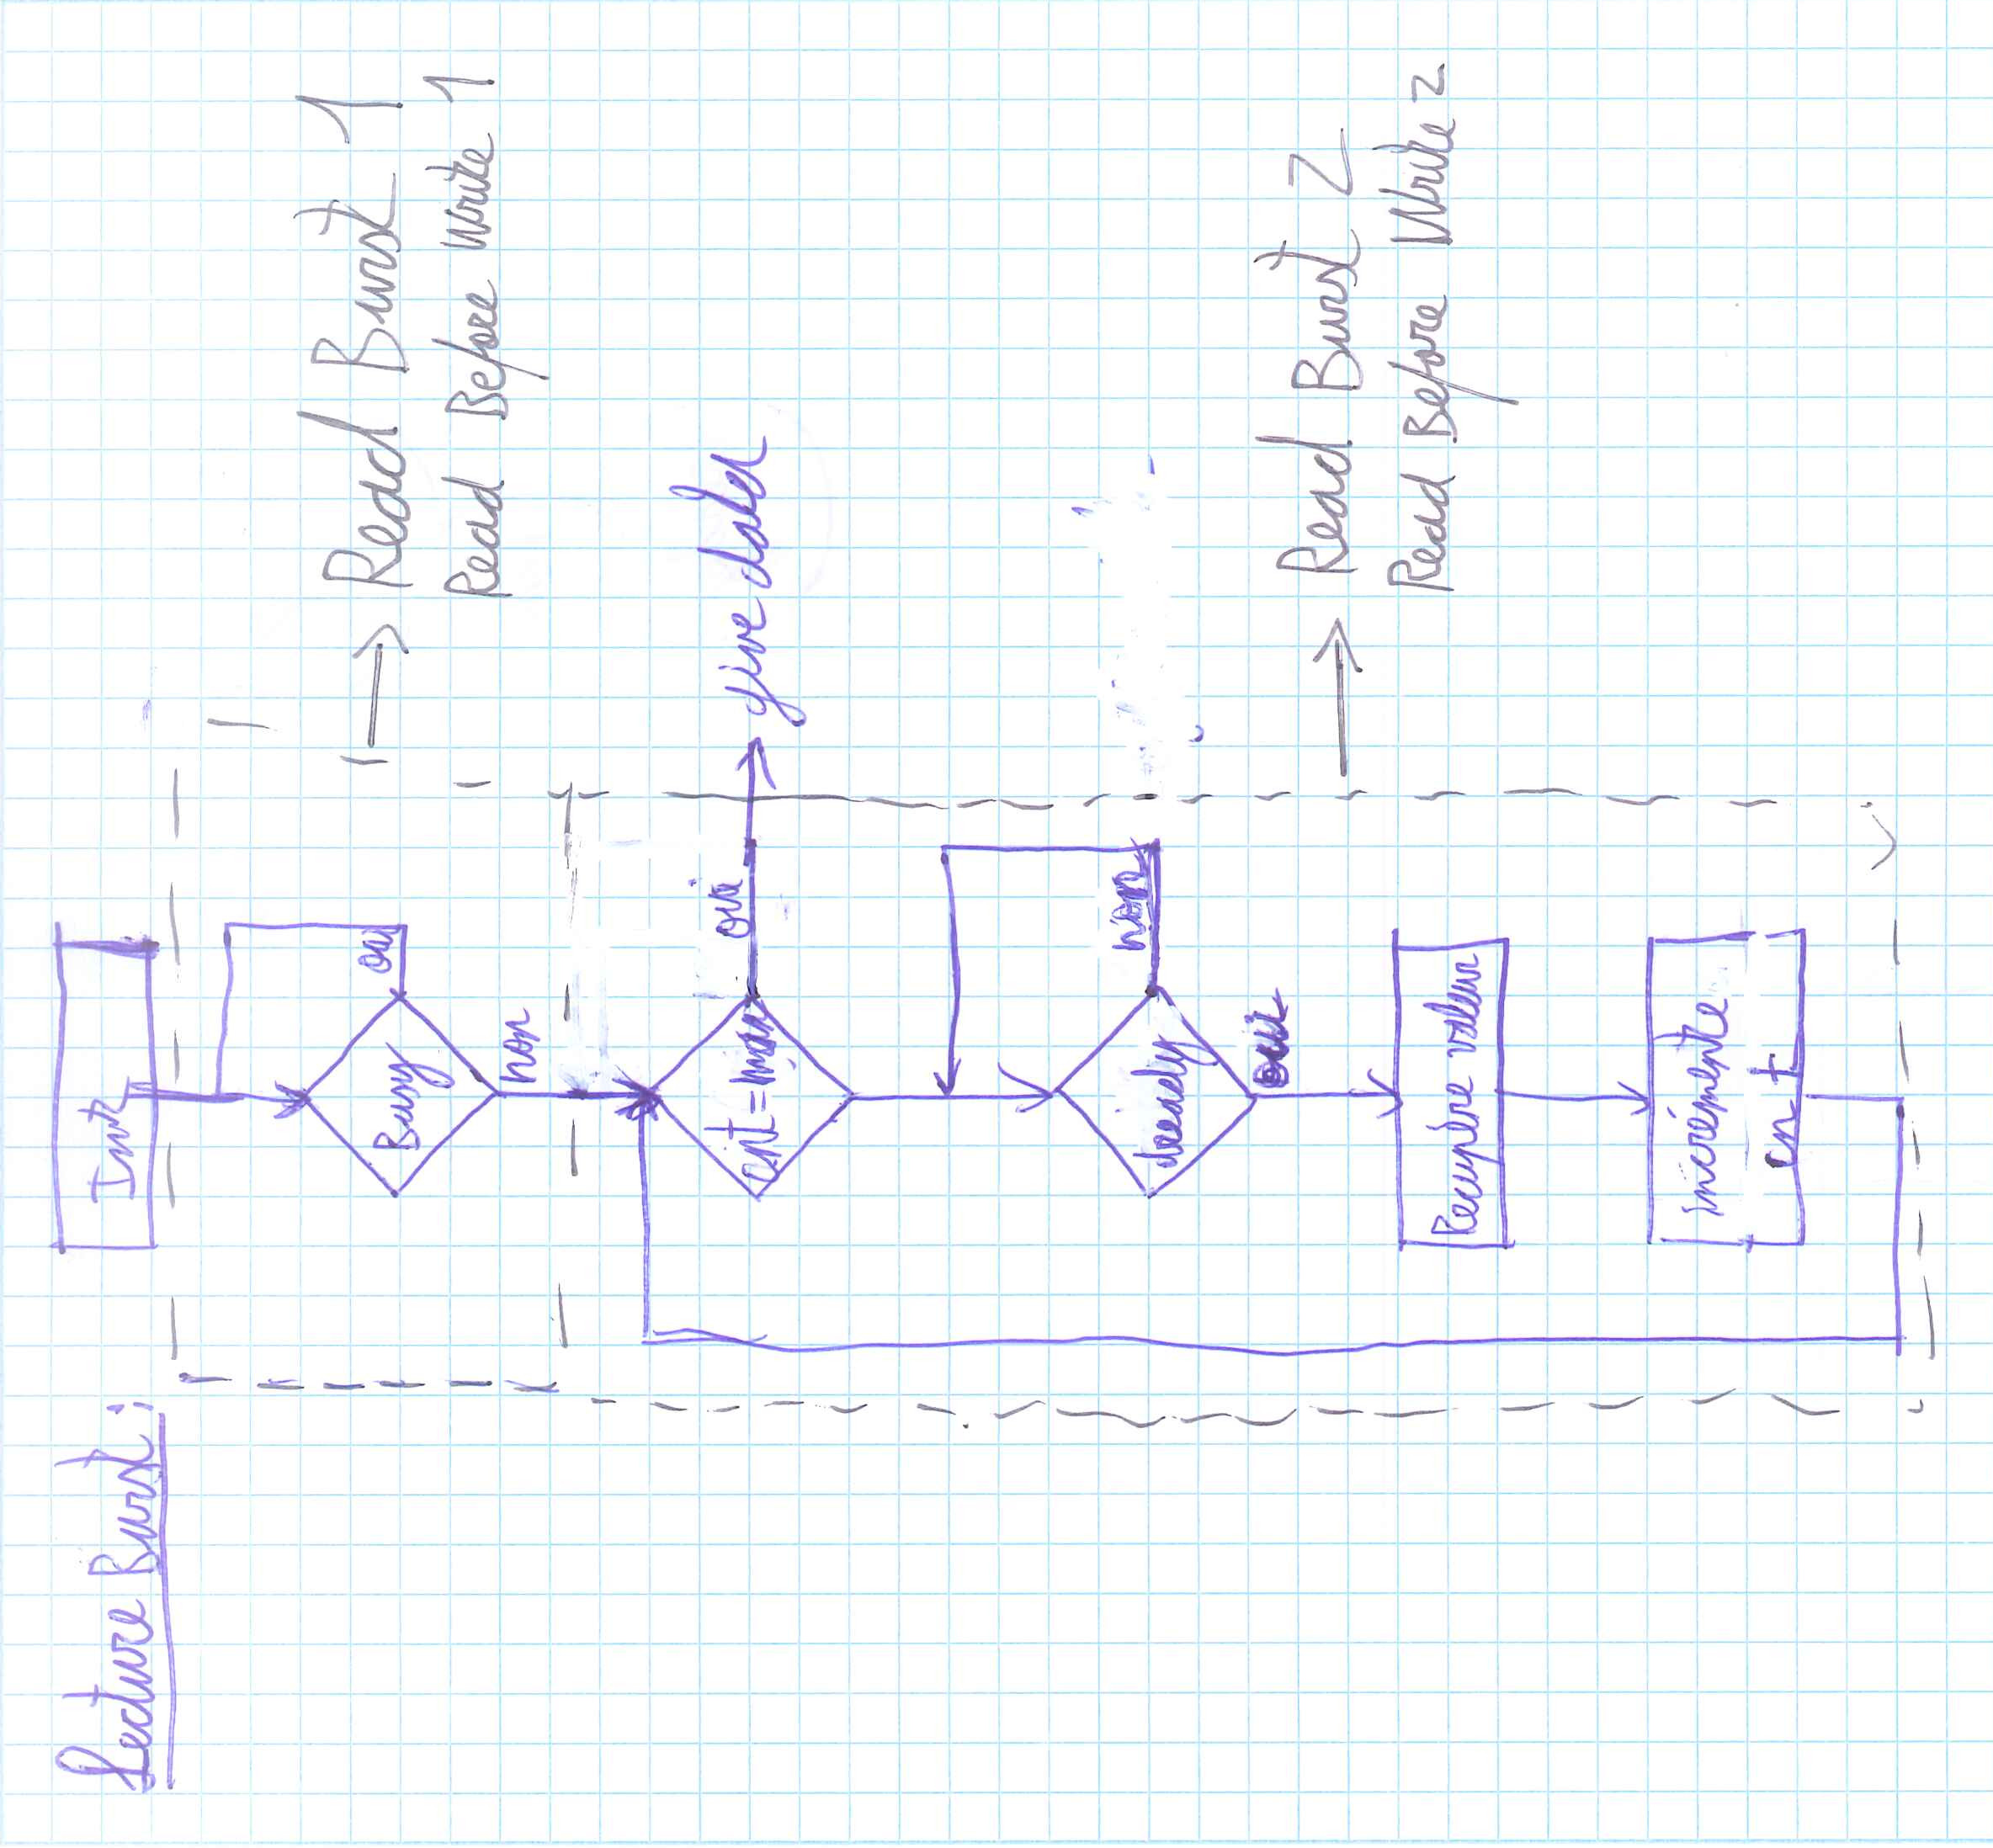 Lecture Burst :
Init
Busy
oui
non
→ Read Burst 1
Read Before Write 1
cnt = max
oui
give data
ready
non
oui
→ Read Burst 2
Read Before Write 2
Recupère valeur
incrémente
cnt